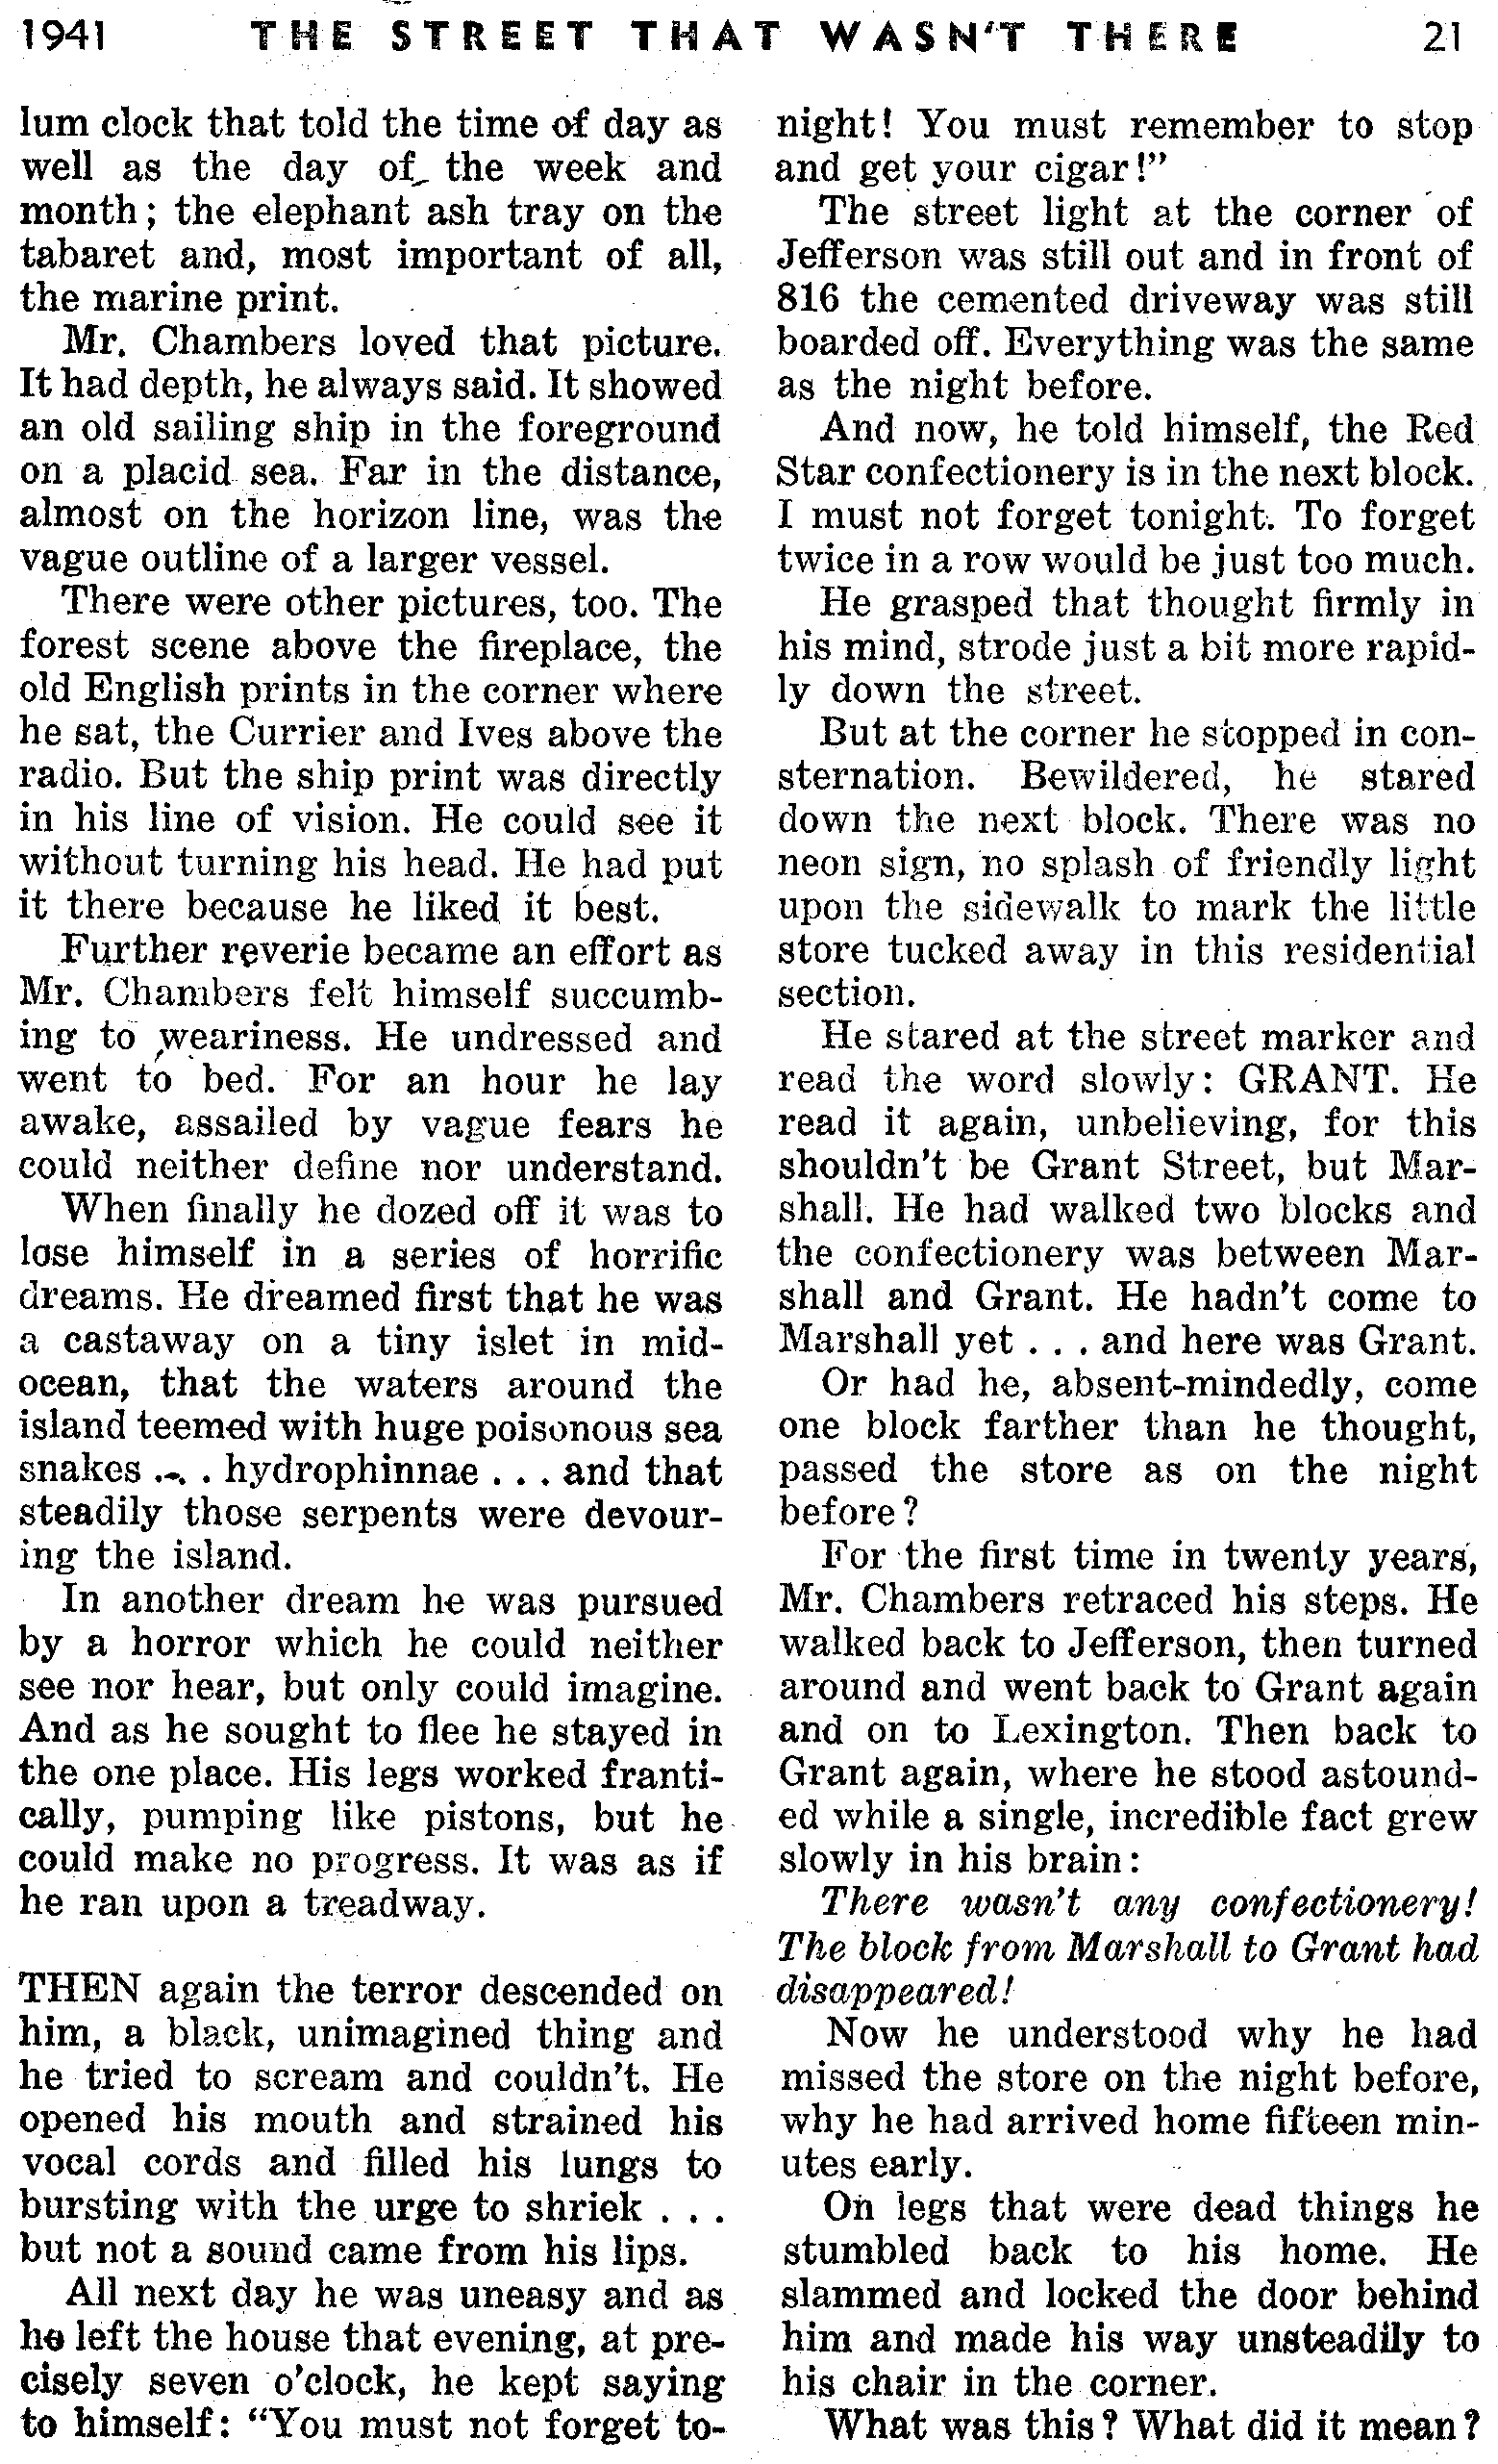 1941 THE STREET THAT WASN'T THERE 21
lum clock that told the time of day as
well as the day of the week and
month; the elephant ash tray on the
tabaret and, most important of all,
the marine print.
Mr. Chambers loved that picture.
It had depth, he always said. It showed
an old sailing ship in the foreground
on a placid sea. Far in the distance,
almost on the horizon line, was the
vague outline of a larger vessel.
There were other pictures, too. The
forest scene above the fireplace, the
old English prints in the corner where
he sat, the Currier and Ives above the
radio. But the ship print was directly
in his line of vision. He could see it
without turning his head. He had put
it there because he liked it best.
Further reverie became an effort as
Mr. Chambers felt himself succumb-
ing to weariness. He undressed and
went to bed. For an hour he lay
awake, assailed by vague fears he
could neither define nor understand.
When finally he dozed off it was to
lose himself in a series of horrific
dreams. He dreamed first that he was
a castaway on a tiny islet in mid-
ocean, that the waters around the
island teemed with huge poisonous sea
snakes . . . hydrophinnae . . . and that
steadily those serpents were devour-
ing the island.
In another dream he was pursued
by a horror which he could neither
see nor hear, but only could imagine.
And as he sought to flee he stayed in
the one place. His legs worked franti-
cally, pumping like pistons, but he
could make no progress. It was as if
he ran upon a treadway.
THEN again the terror descended on
him, a black, unimagined thing and
he tried to scream and couldn't. He
opened his mouth and strained his
vocal cords and filled his lungs to
bursting with the urge to shriek . . .
but not a sound came from his lips.
All next day he was uneasy and as
he left the house that evening, at pre-
cisely seven o'clock, he kept saying
to himself: "You must not forget to-
night! You must remember to stop
and get your cigar!"
The street light at the corner of
Jefferson was still out and in front of
816 the cemented driveway was still
boarded off. Everything was the same
as the night before.
And now, he told himself, the Red
Star confectionery is in the next block.
I must not forget tonight. To forget
twice in a row would be just too much.
He grasped that thought firmly in
his mind, strode just a bit more rapid-
ly down the street.
But at the corner he stopped in con-
sternation. Bewildered, he stared
down the next block. There was no
neon sign, no splash of friendly light
upon the sidewalk to mark the little
store tucked away in this residential
section.
He stared at the street marker and
read the word slowly: GRANT. He
read it again, unbelieving, for this
shouldn't be Grant Street, but Mar-
shall. He had walked two blocks and
the confectionery was between Mar-
shall and Grant. He hadn't come to
Marshall yet . . . and here was Grant.
Or had he, absent-mindedly, come
one block farther than he thought,
passed the store as on the night
before?
For the first time in twenty years,
Mr. Chambers retraced his steps. He
walked back to Jefferson, then turned
around and went back to Grant again
and on to Lexington. Then back to
Grant again, where he stood astound-
ed while a single, incredible fact grew
slowly in his brain:
There wasn't any confectionery!
The block from Marshall to Grant had
disappeared!
Now he understood why he had
missed the store on the night before,
why he had arrived home fifteen min-
utes early.
On legs that were dead things he
stumbled back to his home. He
slammed and locked the door behind
him and made his way unsteadily to
his chair in the corner.
What was this? What did it mean?